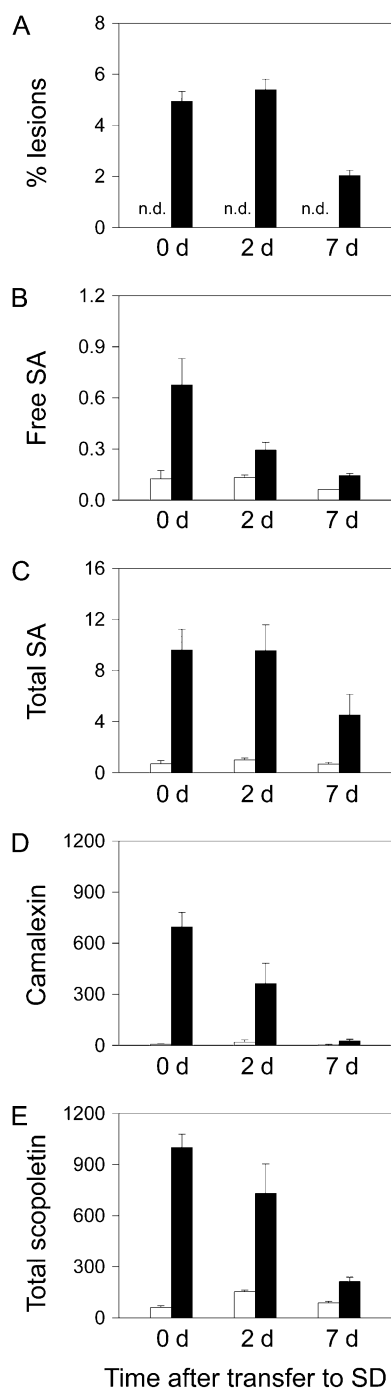 A
% lesions
8
6
4
2
0
n.d. n.d. n.d.
0 d 2 d 7 d
B
Free SA
1.2
0.9
0.6
0.3
0.0
0 d 2 d 7 d
C
Total SA
16
12
8
4
0
0 d 2 d 7 d
D
Camalexin
1200
900
600
300
0
0 d 2 d 7 d
E
Total scopoletin
1200
900
600
300
0
0 d 2 d 7 d
Time after transfer to SD